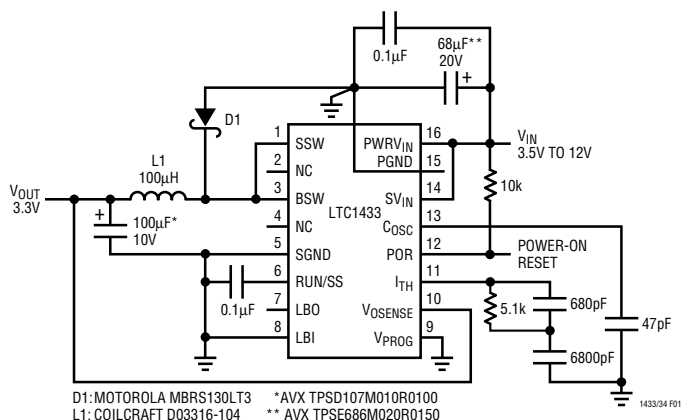 0.1µF
68µF**
20V
+
D1
1
SSW
PWRVIN
16
VIN
3.5V TO 12V
2
NC
PGND
15
L1
100µH
VOUT
3.3V
3
BSW
SVIN
14
10k
LTC1433
4
NC
COSC
13
+
100µF*
10V
5
SGND
POR
12
POWER-ON
RESET
6
RUN/SS
ITH
11
0.1µF
5.1k
680pF
7
LBO
VOSENSE
10
47pF
8
LBI
VPROG
9
6800pF
D1: MOTOROLA MBRS130LT3 *AVX TPSD107M010R0100
L1: COILCRAFT D03316-104 ** AVX TPSE686M020R0150
1433/34 F01